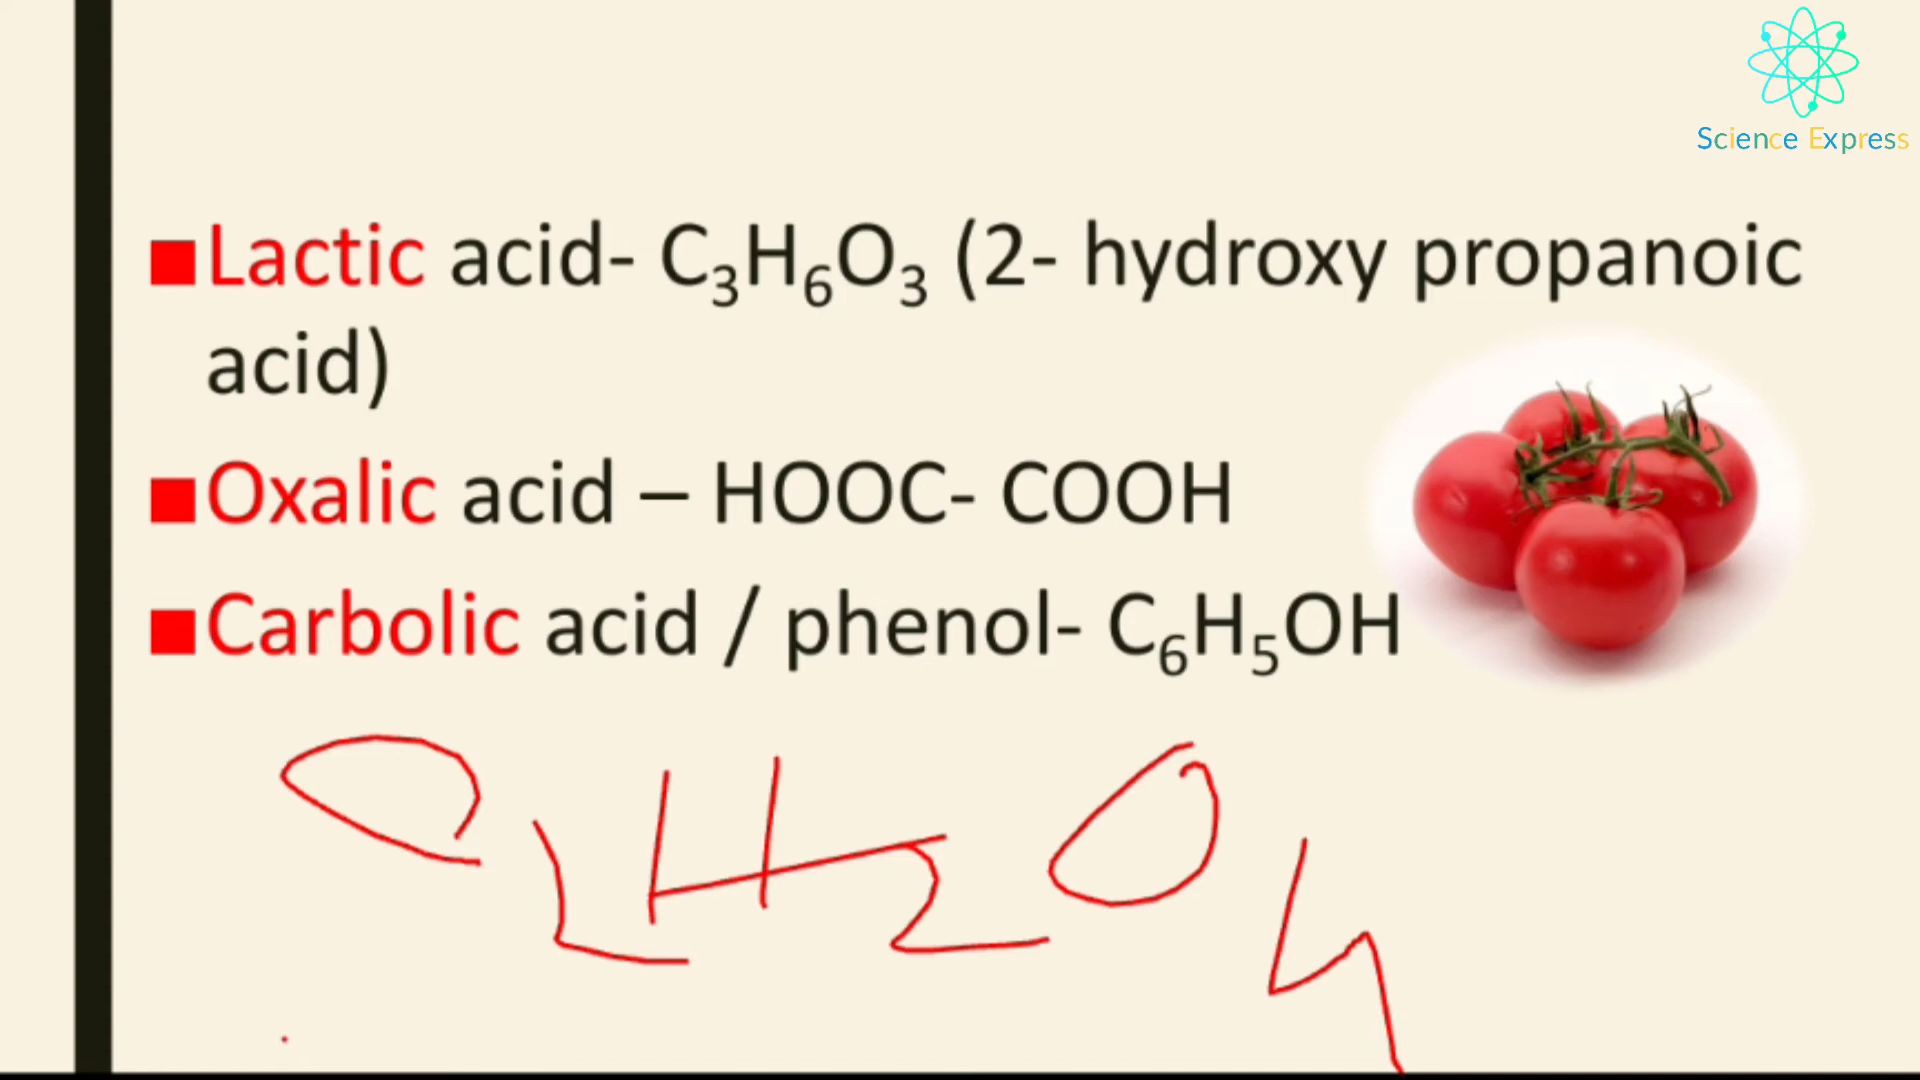 Science Express
■Lactic acid- C₃H₆O₃ (2- hydroxy propanoic
acid)
■Oxalic acid – HOOC- COOH
■Carbolic acid / phenol- C₆H₅OH
C₂H₂O₄